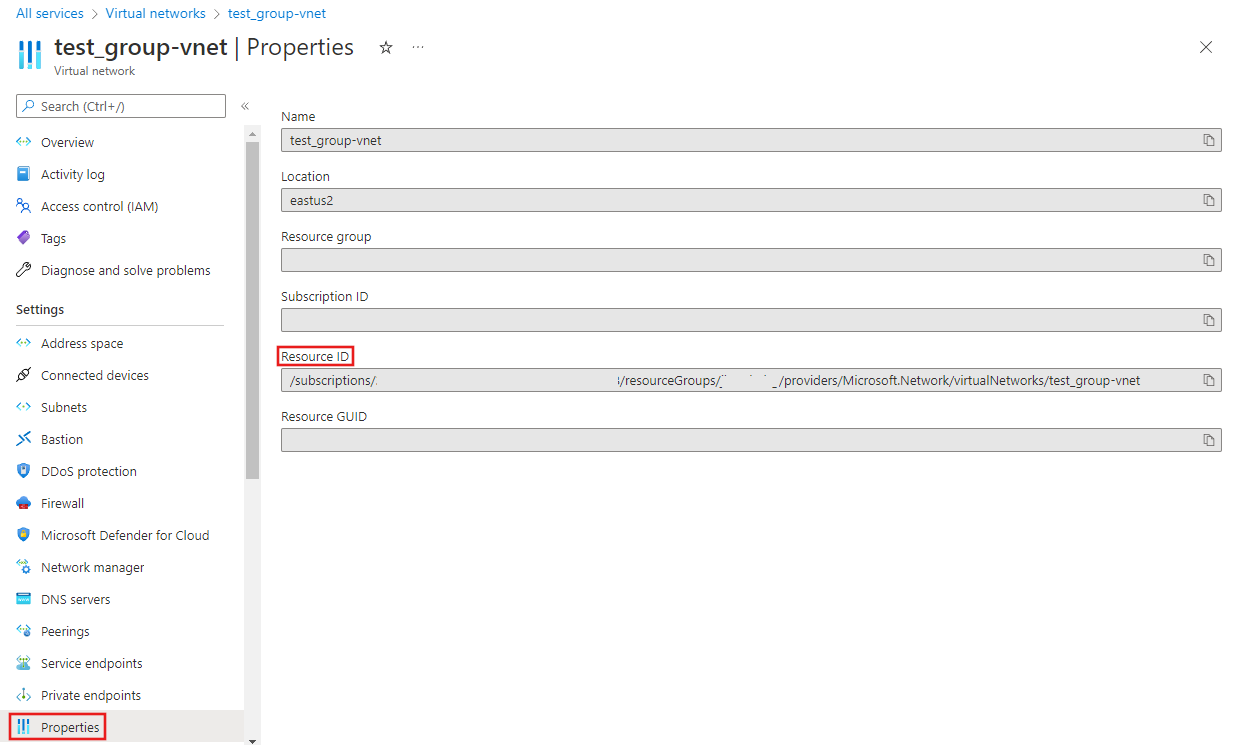 All services > Virtual networks > test_group-vnet
test_group-vnet | Properties
Virtual network
Search (Ctrl+/)
Overview
Activity log
Access control (IAM)
Tags
Diagnose and solve problems
Settings
Address space
Connected devices
Subnets
Bastion
DDoS protection
Firewall
Microsoft Defender for Cloud
Network manager
DNS servers
Peerings
Service endpoints
Private endpoints
Properties
Name
test_group-vnet
Location
eastus2
Resource group
Subscription ID
Resource ID
/subscriptions/ /resourceGroups/ /providers/Microsoft.Network/virtualNetworks/test_group-vnet
Resource GUID